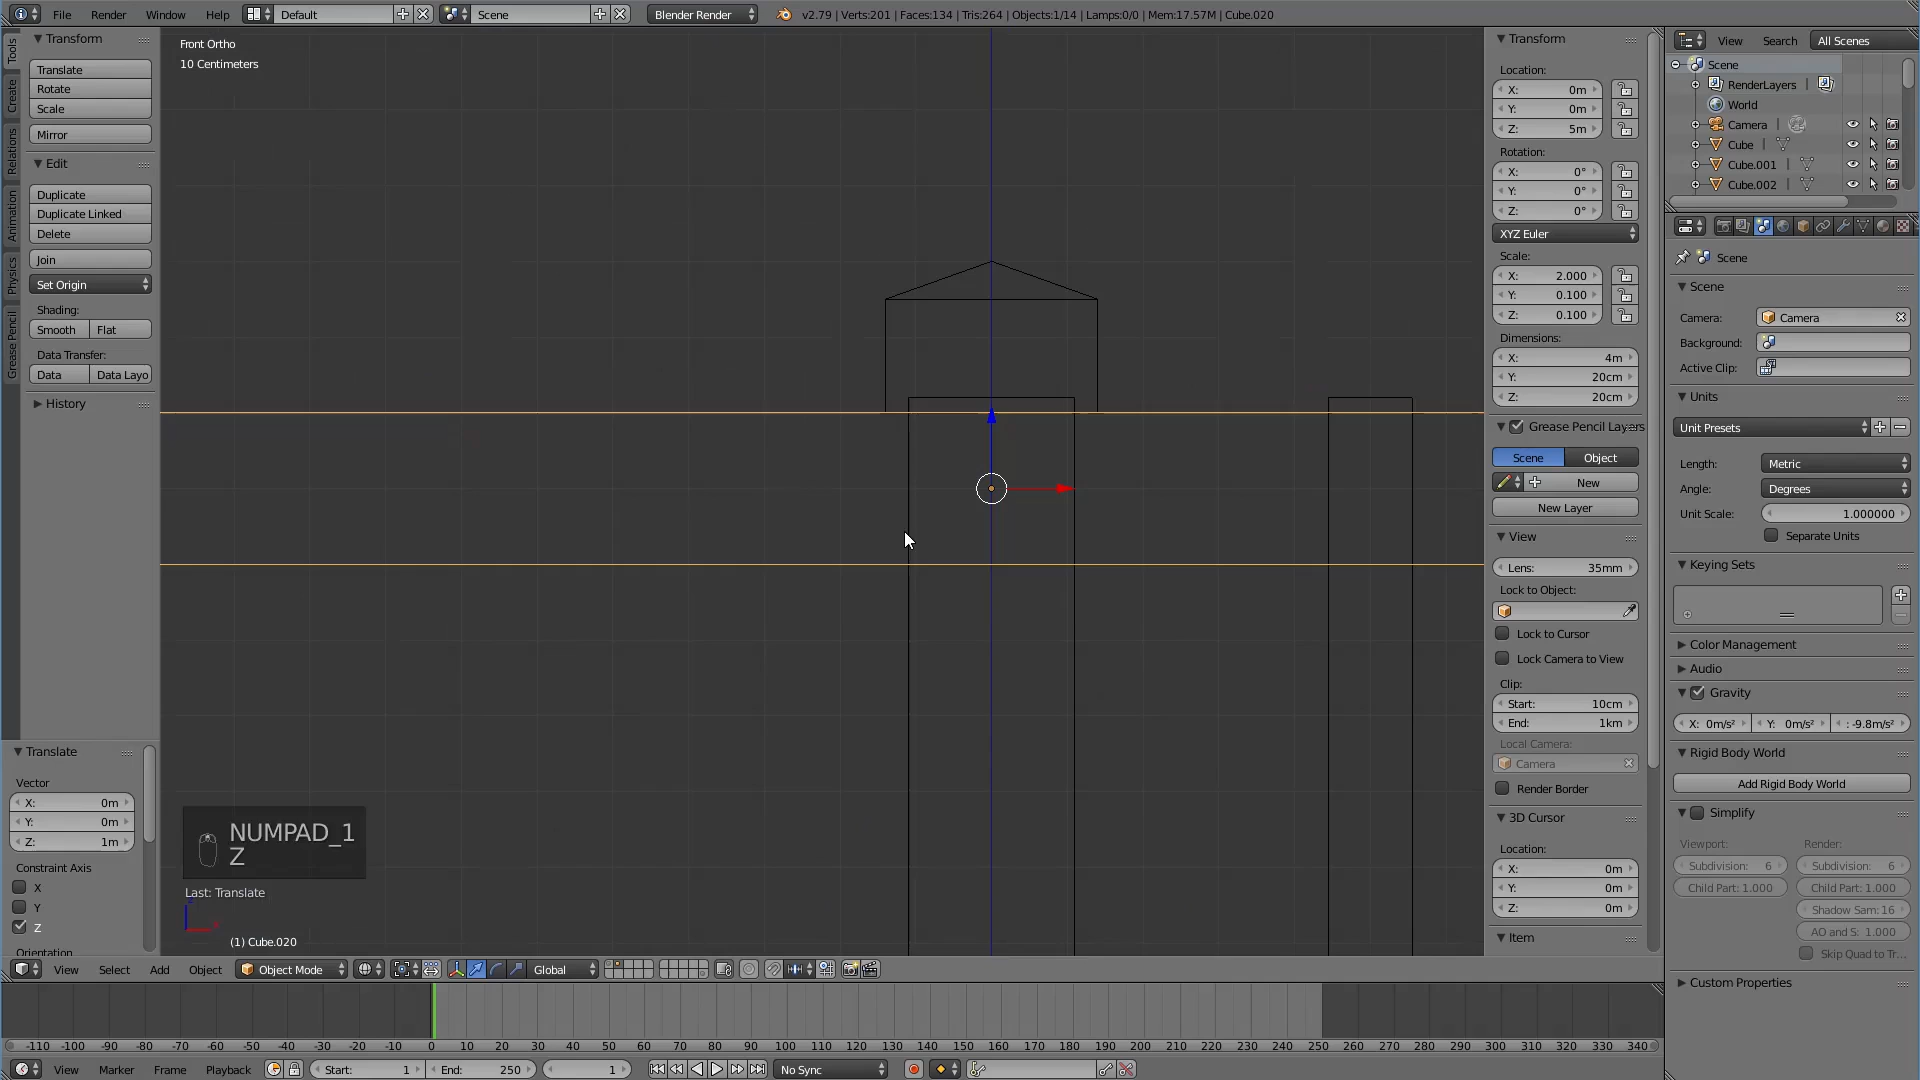 File Render Window Help Default Scene Blender Render v2.79 | Verts:201 | Faces:134 | Tris:264 | Objects:1/14 | Lamps:0/0 | Mem:17.57M | Cube.020
Tools
Create
Relations
Animation
Physics
Grease Pencil
Transform
Translate
Rotate
Scale
Mirror
Edit
Duplicate
Duplicate Linked
Delete
Join
Set Origin
Shading:
Smooth Flat
Data Transfer:
Data Data Layo
History
Translate
Vector
X: 0m
Y: 0m
Z: 1m
Constraint Axis
X
Y
Z
Orientation
Front Ortho
10 Centimeters
NUMPAD_1
Z
Last: Translate
(1) Cube.020
Transform
Location:
X: 0m
Y: 0m
Z: 5m
Rotation:
X: 0°
Y: 0°
Z: 0°
XYZ Euler
Scale:
X: 2.000
Y: 0.100
Z: 0.100
Dimensions:
X: 4m
Y: 20cm
Z: 20cm
Grease Pencil Layers
Scene Object
New
New Layer
View
Lens: 35mm
Lock to Object:
Lock to Cursor
Lock Camera to View
Clip:
Start: 10cm
End: 1km
Local Camera:
Camera
Render Border
3D Cursor
Location:
X: 0m
Y: 0m
Z: 0m
Item
View Search All Scenes
Scene
RenderLayers
World
Camera
Cube
Cube.001
Cube.002
Scene
Scene
Camera: Camera
Background:
Active Clip:
Units
Unit Presets
Length: Metric
Angle: Degrees
Unit Scale: 1.000000
Separate Units
Keying Sets
Color Management
Audio
Gravity
X: 0m/s² Y: 0m/s² : -9.8m/s²
Rigid Body World
Add Rigid Body World
Simplify
Viewport: Render:
Subdivision: 6 Subdivision: 6
Child Part: 1.000 Child Part: 1.000
Shadow Sam: 16
AO and S: 1.000
Skip Quad to Tr...
Custom Properties
View Select Add Object Object Mode Global
-110 -100 -90 -80 -70 -60 -50 -40 -30 -20 -10 0 10 20 30 40 50 60 70 80 90 100 110 120 130 140 150 160 170 180 190 200 210 220 230 240 250 260 270 280 290 300 310 320 330 340
View Marker Frame Playback Start: 1 End: 250 1 No Sync